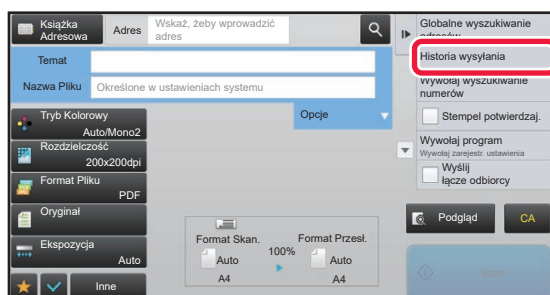 Książka
Adresowa
Adres
Wskaż, żeby wprowadzić
adres
Temat
Nazwa Pliku
Określone w ustawieniach systemu
Tryb Kolorowy
Auto/Mono2
Rozdzielczość
200x200dpi
Format Pliku
PDF
Oryginał
Ekspozycja
Auto
Inne
Opcje
Format Skan.
100%
Format Przesł.
Auto
A4
Auto
A4
Globalne wyszukiwanie
adresów
Historia wysyłania
Wywołaj wyszukiwanie
numerów
Stempel potwierdzaj.
Wywołaj program
Wywołaj zarejestr. ustawienia
Wyślij
łącze odbiorcy
Podgląd
CA
Start